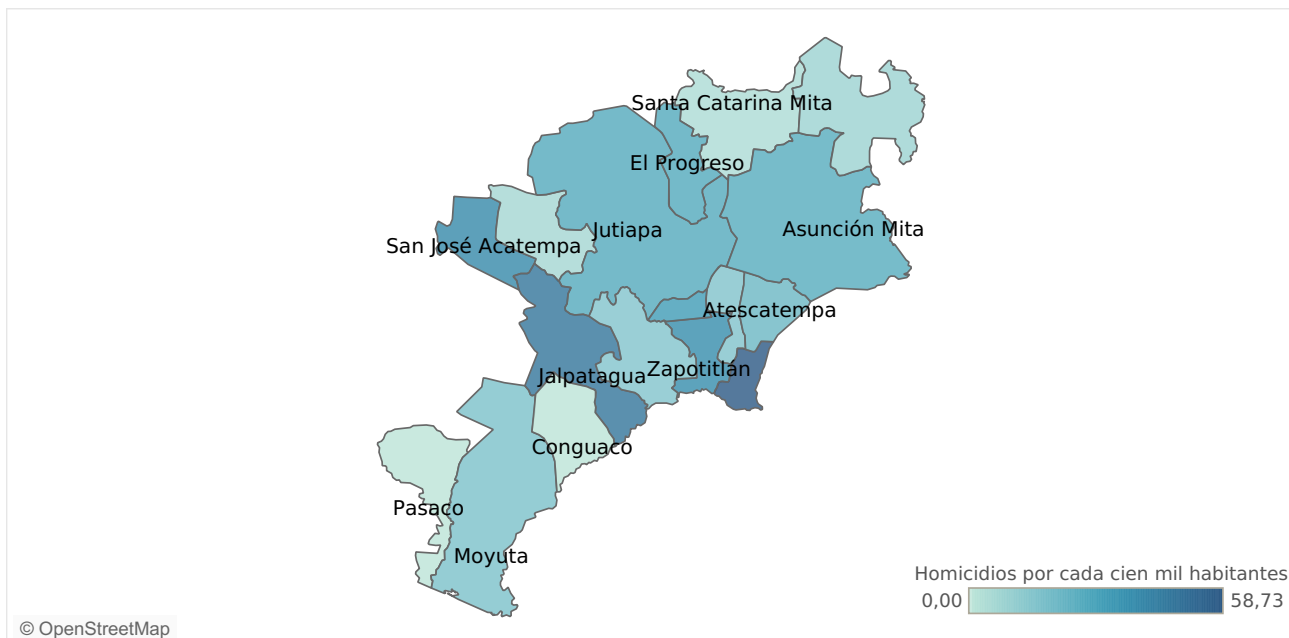 Santa Catarina Mita
El Progreso
Jutiapa
Asunción Mita
San José Acatempa
Atescatempa
Zapotitlán
Jalpatagua
Conguaco
Pasaco
Moyuta
Homicidios por cada cien mil habitantes
0,00 58,73
© OpenStreetMap